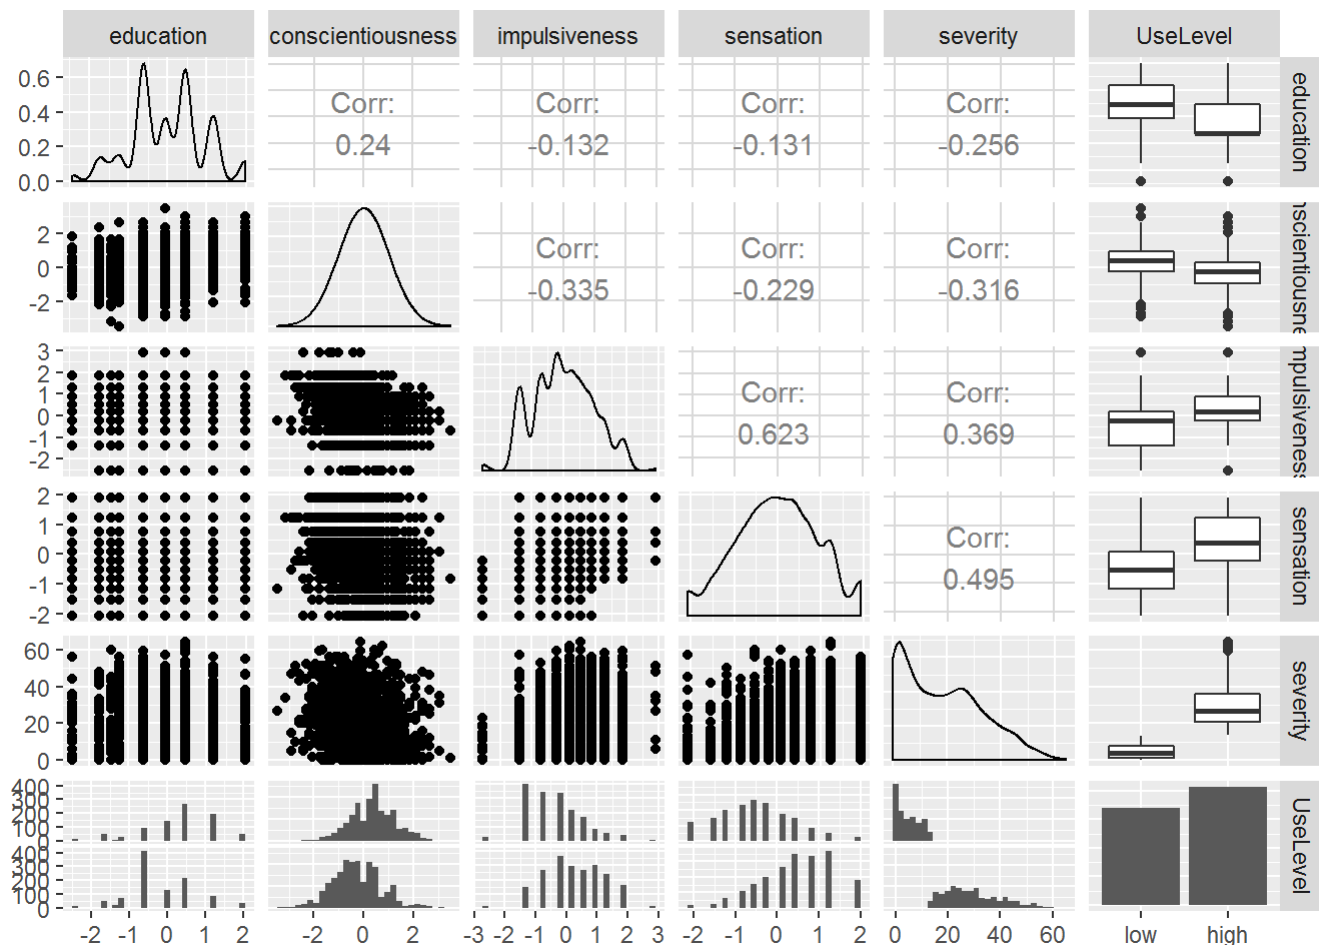 education conscientiousness impulsiveness sensation severity UseLevel
0.6
0.4
0.2
0.0
Corr: Corr: Corr: Corr:
0.24 -0.132 -0.131 -0.256
education
2
0
-2
Corr: Corr: Corr:
-0.335 -0.229 -0.316
nscientiousne
3
2
1
0
-1
-2
Corr: Corr:
0.623 0.369
mpulsiveness
2
1
0
-1
-2
Corr:
0.495
sensation
60
40
20
0
severity
400
300
200
100
0
400
300
200
100
0
UseLevel
-2 -1 0 1 2 -2 0 2 -3 -2 -1 0 1 2 3 -2 -1 0 1 2 0 20 40 60 low high